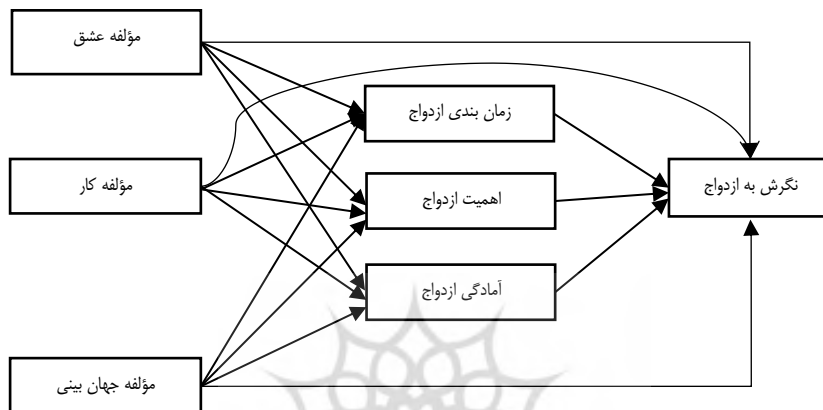 مؤلفه عشق
زمان بندی ازدواج
مؤلفه کار
اهمیت ازدواج
نگرش به ازدواج
آمادگی ازدواج
مؤلفه جهان بینی